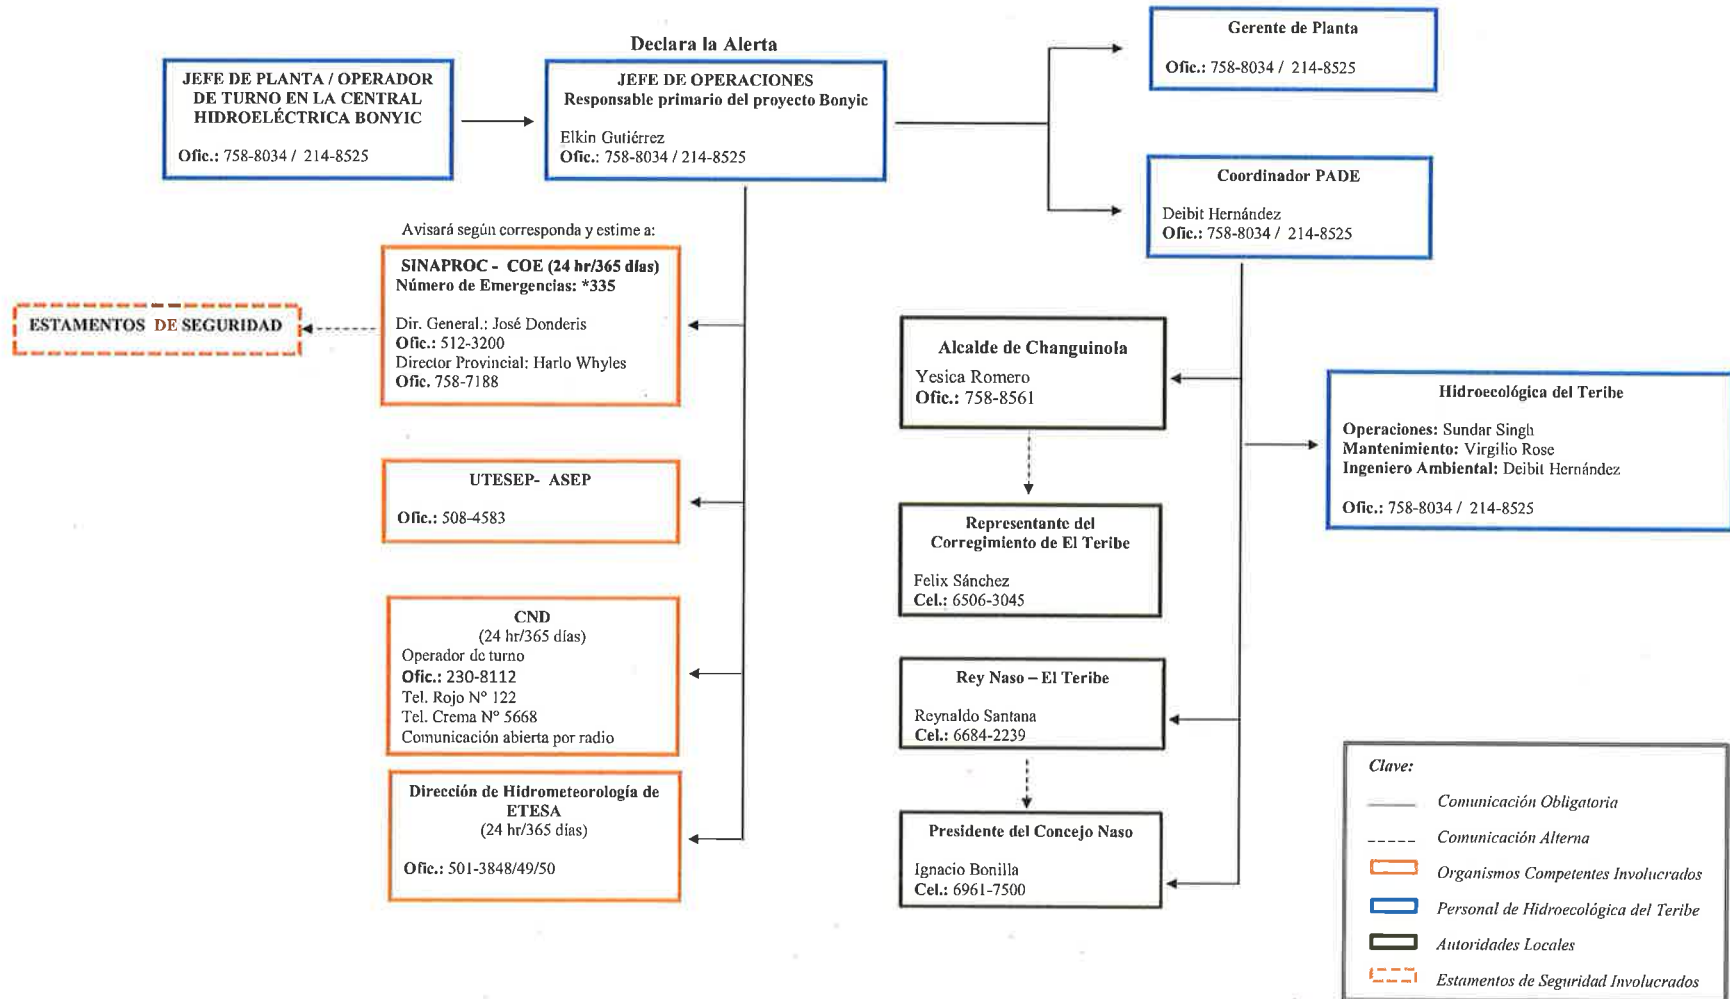 Declara la Alerta
JEFE DE PLANTA / OPERADOR
DE TURNO EN LA CENTRAL
HIDROELÉCTRICA BONYIC
Ofic.: 758-8034 / 214-8525
JEFE DE OPERACIONES
Responsable primario del proyecto Bonyic
Elkin Gutiérrez
Ofic.: 758-8034 / 214-8525
Gerente de Planta
Ofic.: 758-8034 / 214-8525
Coordinador PADE
Deibit Hernández
Ofic.: 758-8034 / 214-8525
Avisará según corresponda y estime a:
SINAPROC - COE (24 hr/365 días)
Número de Emergencias: *335
Dir. General.: José Donderis
Ofic.: 512-3200
Director Provincial: Harlo Whyles
Ofic. 758-7188
ESTAMENTOS DE SEGURIDAD
UTESEP- ASEP
Ofic.: 508-4583
CND
(24 hr/365 días)
Operador de turno
Ofic.: 230-8112
Tel. Rojo N° 122
Tel. Crema N° 5668
Comunicación abierta por radio
Dirección de Hidrometeorología de
ETESA
(24 hr/365 días)
Ofic.: 501-3848/49/50
Alcalde de Changuinola
Yesica Romero
Ofic.: 758-8561
Representante del
Corregimiento de El Teribe
Felix Sánchez
Cel.: 6506-3045
Rey Naso – El Teribe
Reynaldo Santana
Cel.: 6684-2239
Presidente del Concejo Naso
Ignacio Bonilla
Cel.: 6961-7500
Hidroecológica del Teribe
Operaciones: Sundar Singh
Mantenimiento: Virgilio Rose
Ingeniero Ambiental: Deibit Hernández
Ofic.: 758-8034 / 214-8525
Clave:
Comunicación Obligatoria
Comunicación Alterna
Organismos Competentes Involucrados
Personal de Hidroecológica del Teribe
Autoridades Locales
Estamentos de Seguridad Involucrados